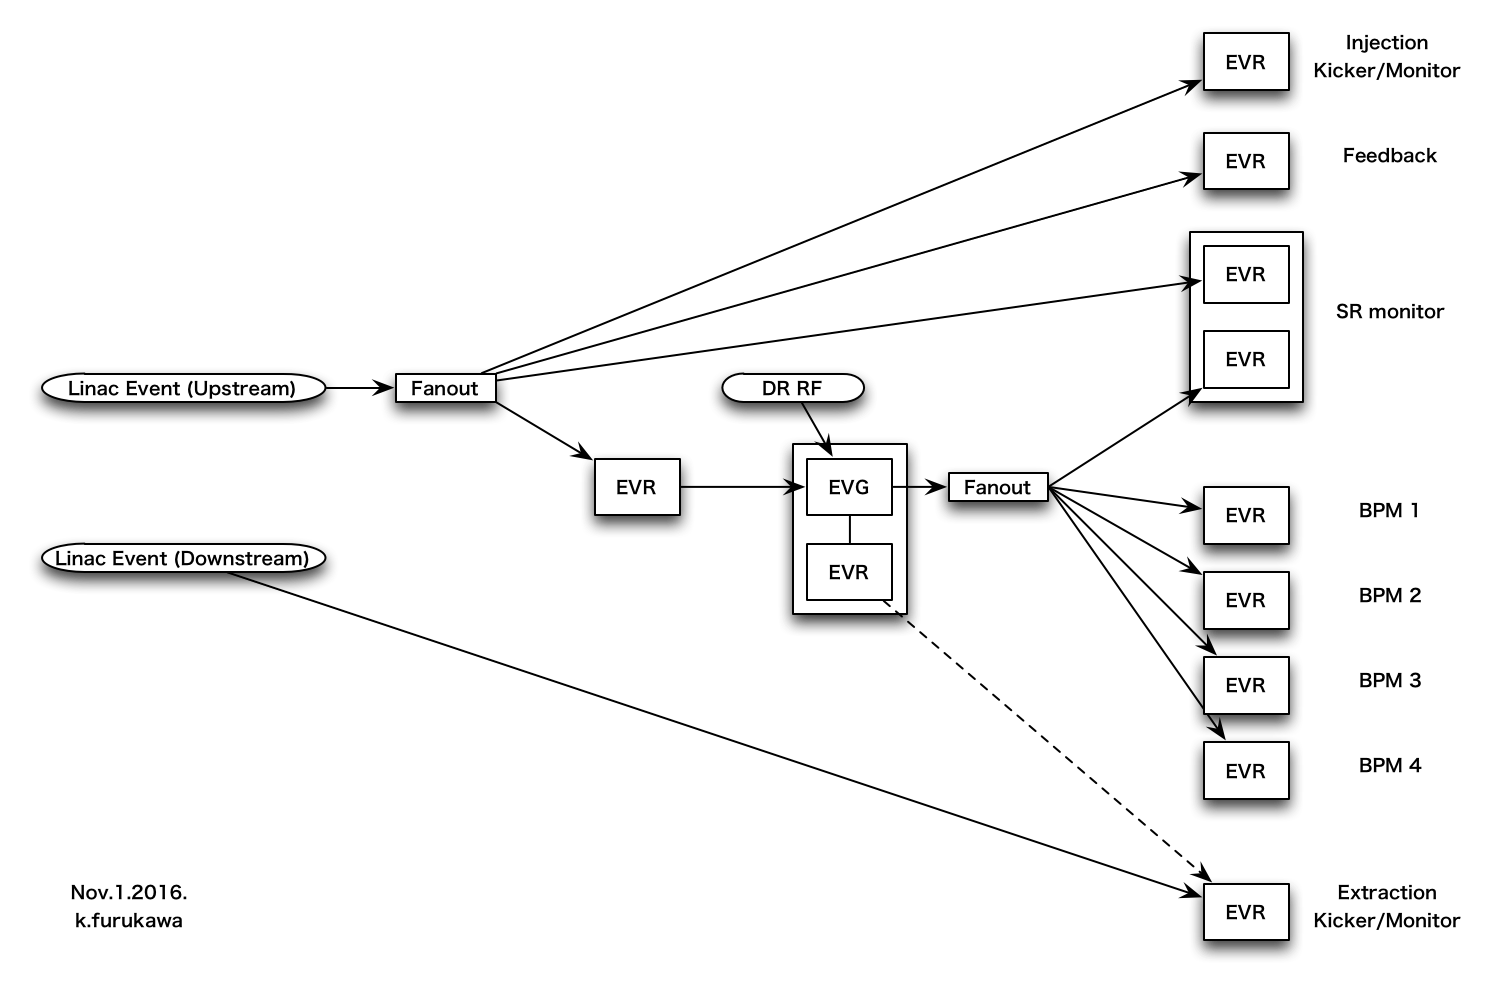 EVR
Injection
Kicker/Monitor
EVR
Feedback
EVR
SR monitor
EVR
Linac Event (Upstream)
Fanout
DR RF
EVR
EVG
Fanout
EVR
BPM 1
Linac Event (Downstream)
EVR
EVR
BPM 2
EVR
BPM 3
EVR
BPM 4
Nov.1.2016.
k.furukawa
EVR
Extraction
Kicker/Monitor